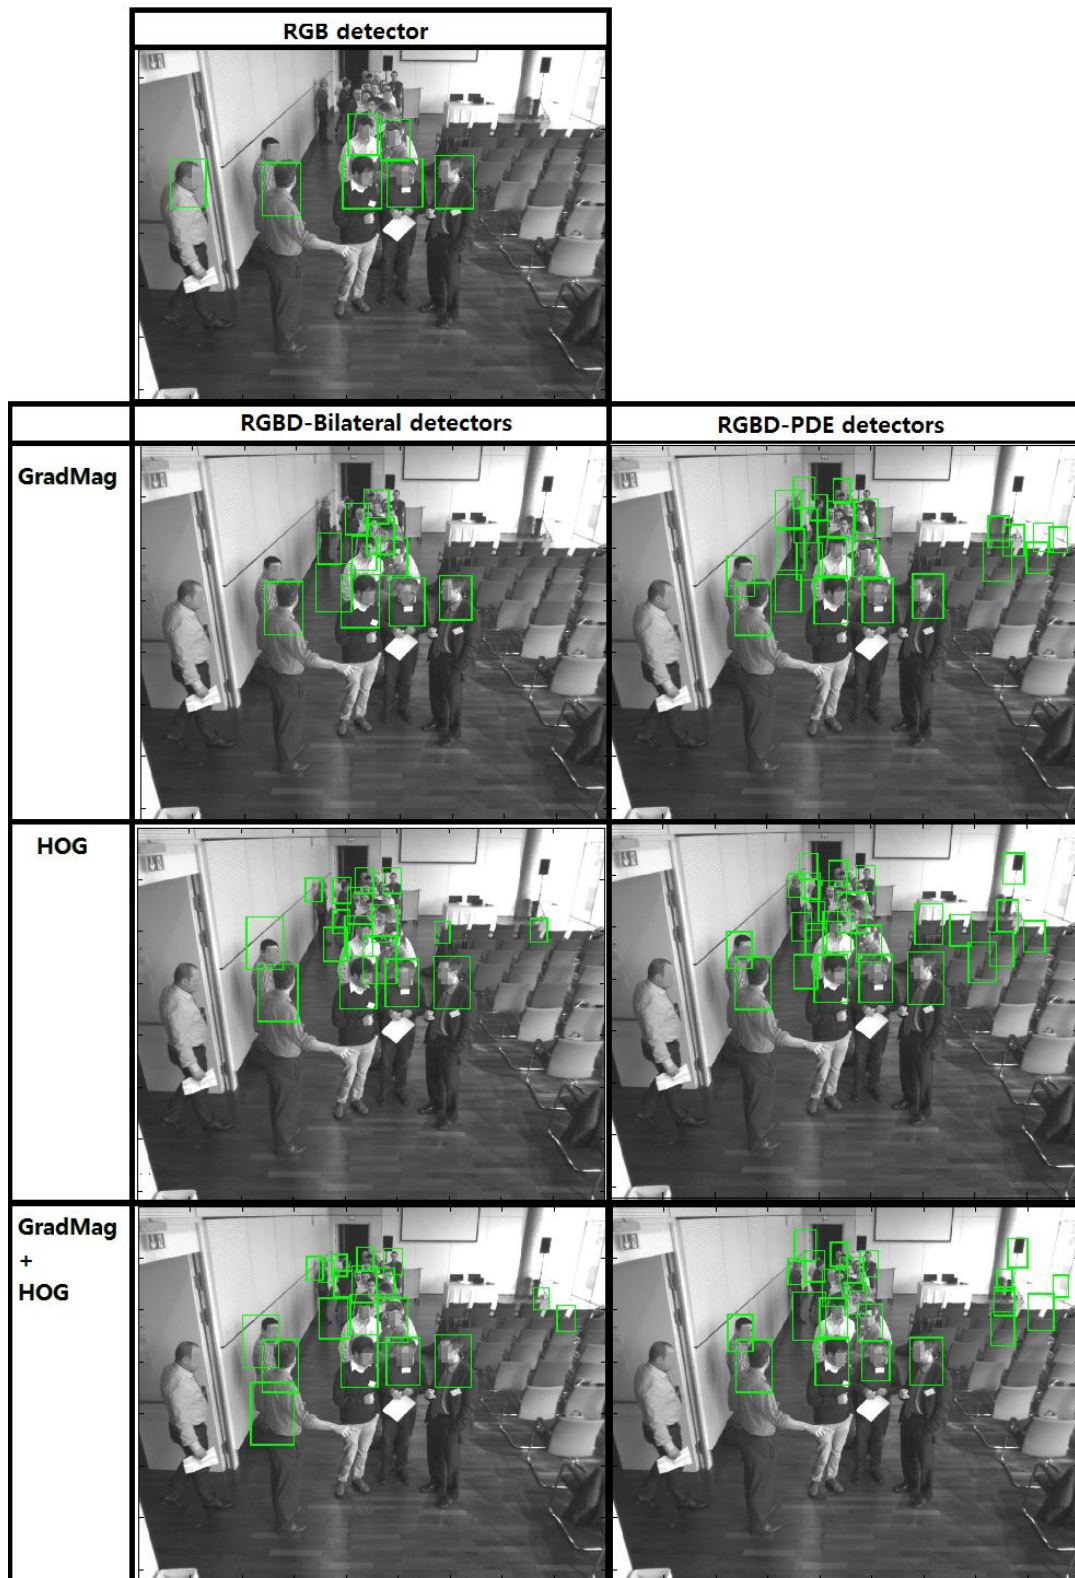 RGB detector
RGBD-Bilateral detectors
RGBD-PDE detectors
GradMag
HOG
GradMag
+
HOG